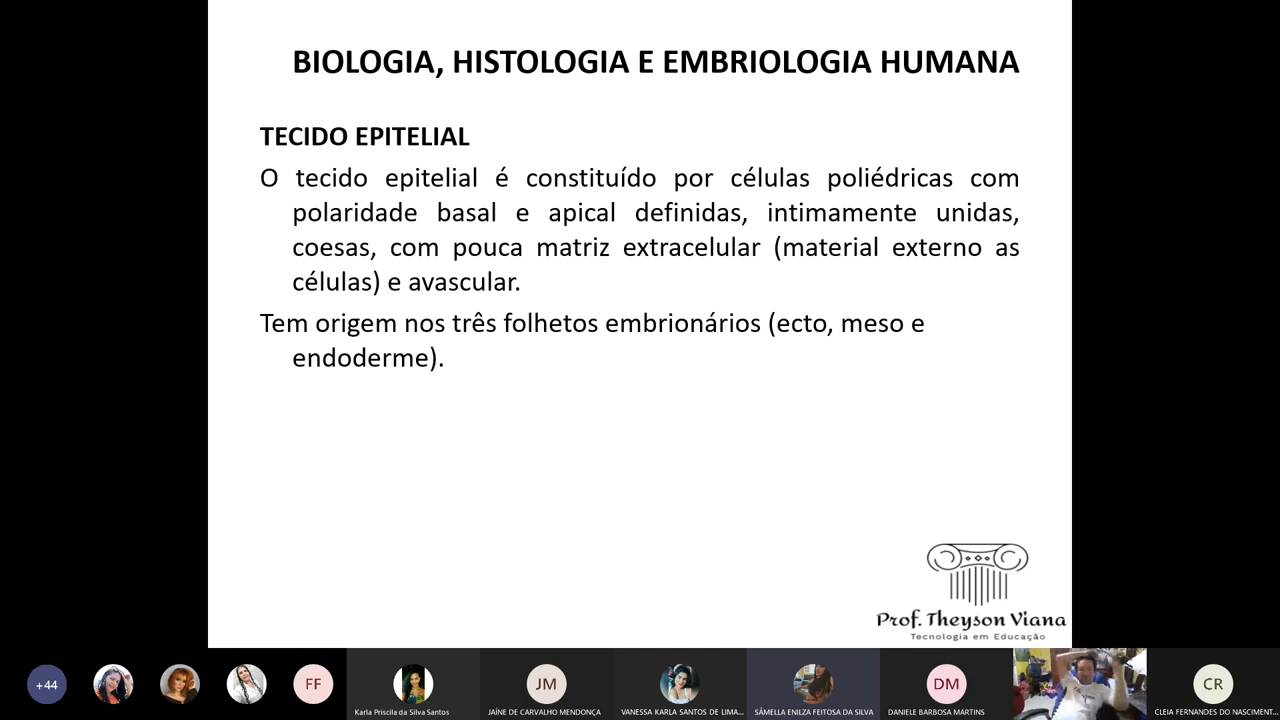 BIOLOGIA, HISTOLOGIA E EMBRIOLOGIA HUMANA
TECIDO EPITELIAL
O tecido epitelial é constituído por células poliédricas com
polaridade basal e apical definidas, intimamente unidas,
coesas, com pouca matriz extracelular (material externo as
células) e avascular.
Tem origem nos três folhetos embrionários (ecto, meso e
endoderme).
Prof. Theyson Viana
Tecnologia em Educação
+44
FF
JM
DM
CR
Karla Priscila da Silva Santos
JAÍNE DE CARVALHO MENDONÇA
VANESSA KARLA SANTOS DE LIMA...
SÂMELLA ENILZA FEITOSA DA SILVA
DANIELE BARBOSA MARTINS
CLEIA FERNANDES DO NASCIMENT...